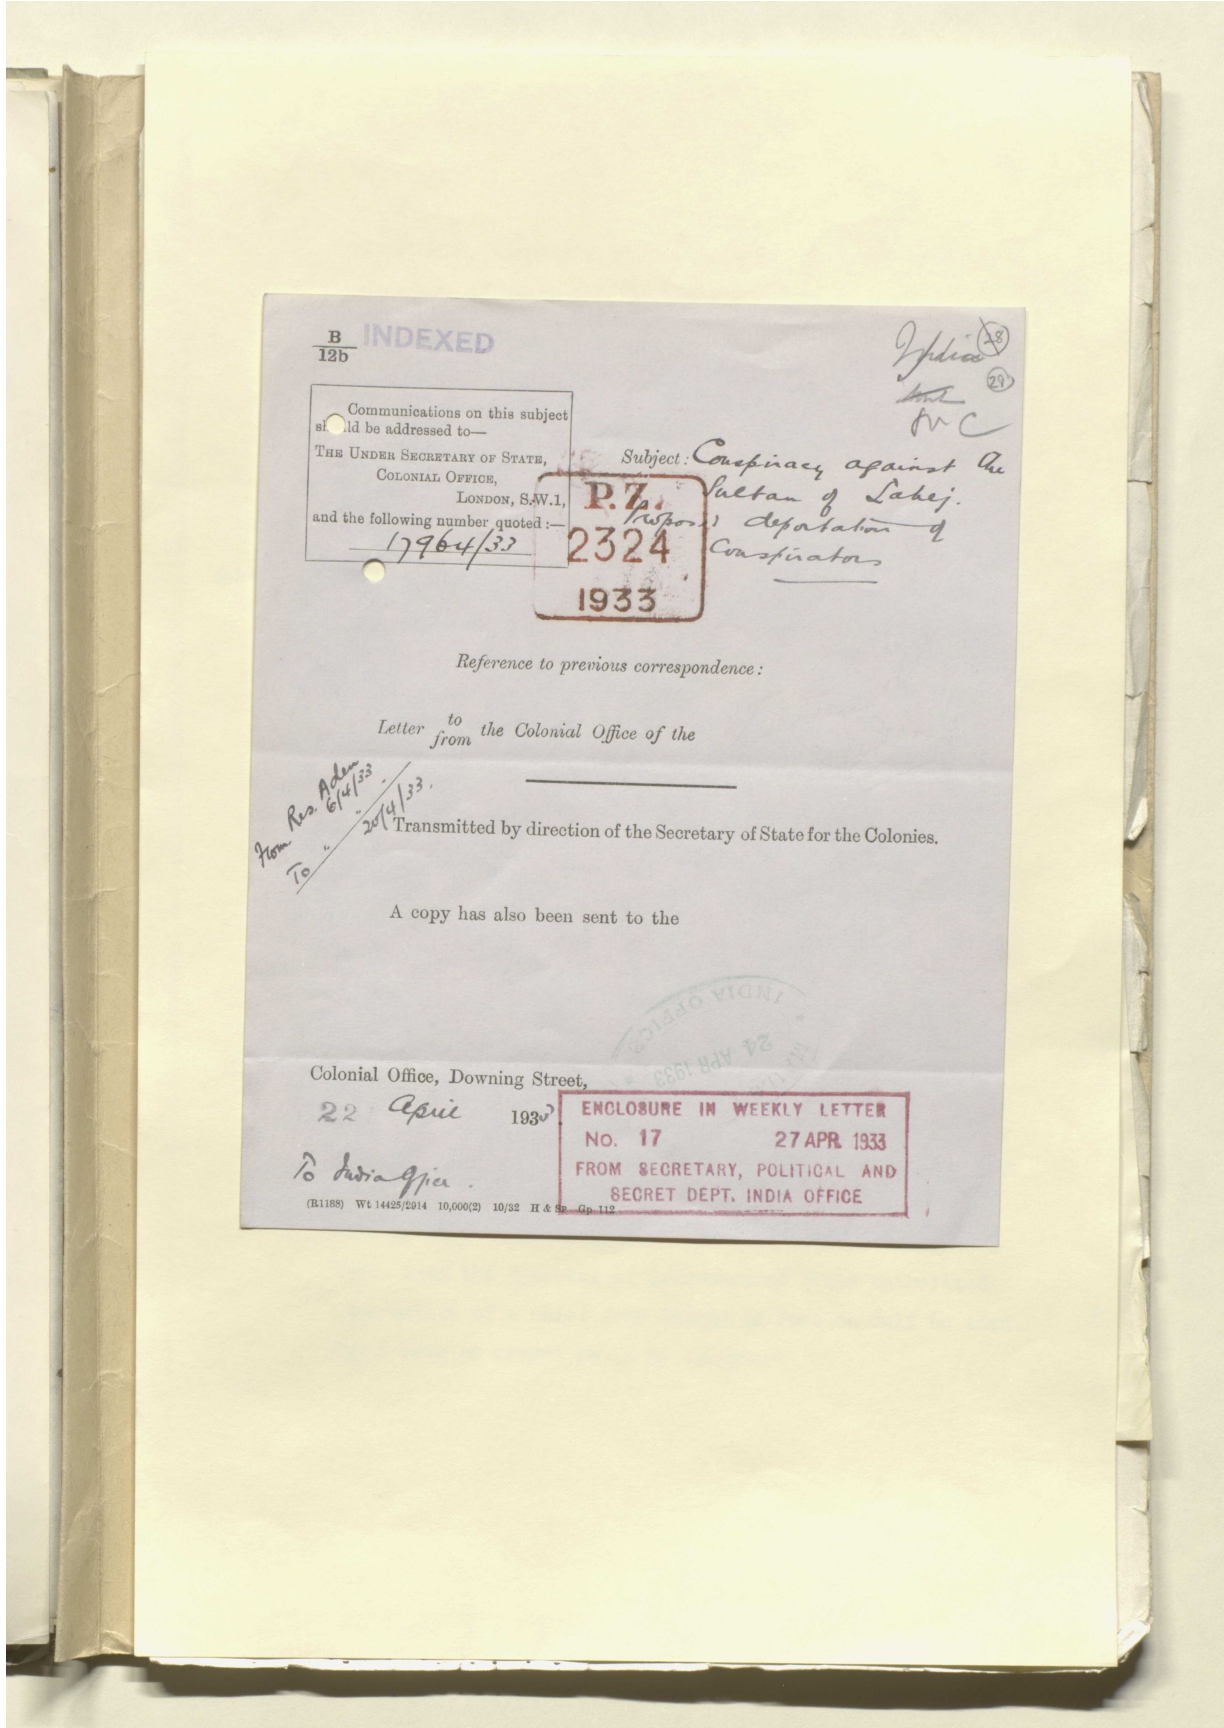 B
12b
INDEXED
India 28
29
Communications on this subject
should be addressed to—
THE UNDER SECRETARY OF STATE,
COLONIAL OFFICE,
LONDON, S.W.1,
and the following number quoted :—
17964/33
Subject: Conspiracy against the
Sultan of Lahej.
Proposed deportation of
Conspirators
P.Z.
2324
1933
Reference to previous correspondence:
Letter to
from the Colonial Office of the
From Res. Aden 6/4/33.
To " " 20/4/33.
Transmitted by direction of the Secretary of State for the Colonies.
A copy has also been sent to the
INDIA OFFICE
24 APR 1933
Colonial Office, Downing Street,
22 April 1933
ENCLOSURE IN WEEKLY LETTER
No. 17 27 APR. 1933
FROM SECRETARY, POLITICAL AND
SECRET DEPT. INDIA OFFICE
To India Office.
(R1188) Wt 14425/2914 10,000(2) 10/32 H & SP Gp 112